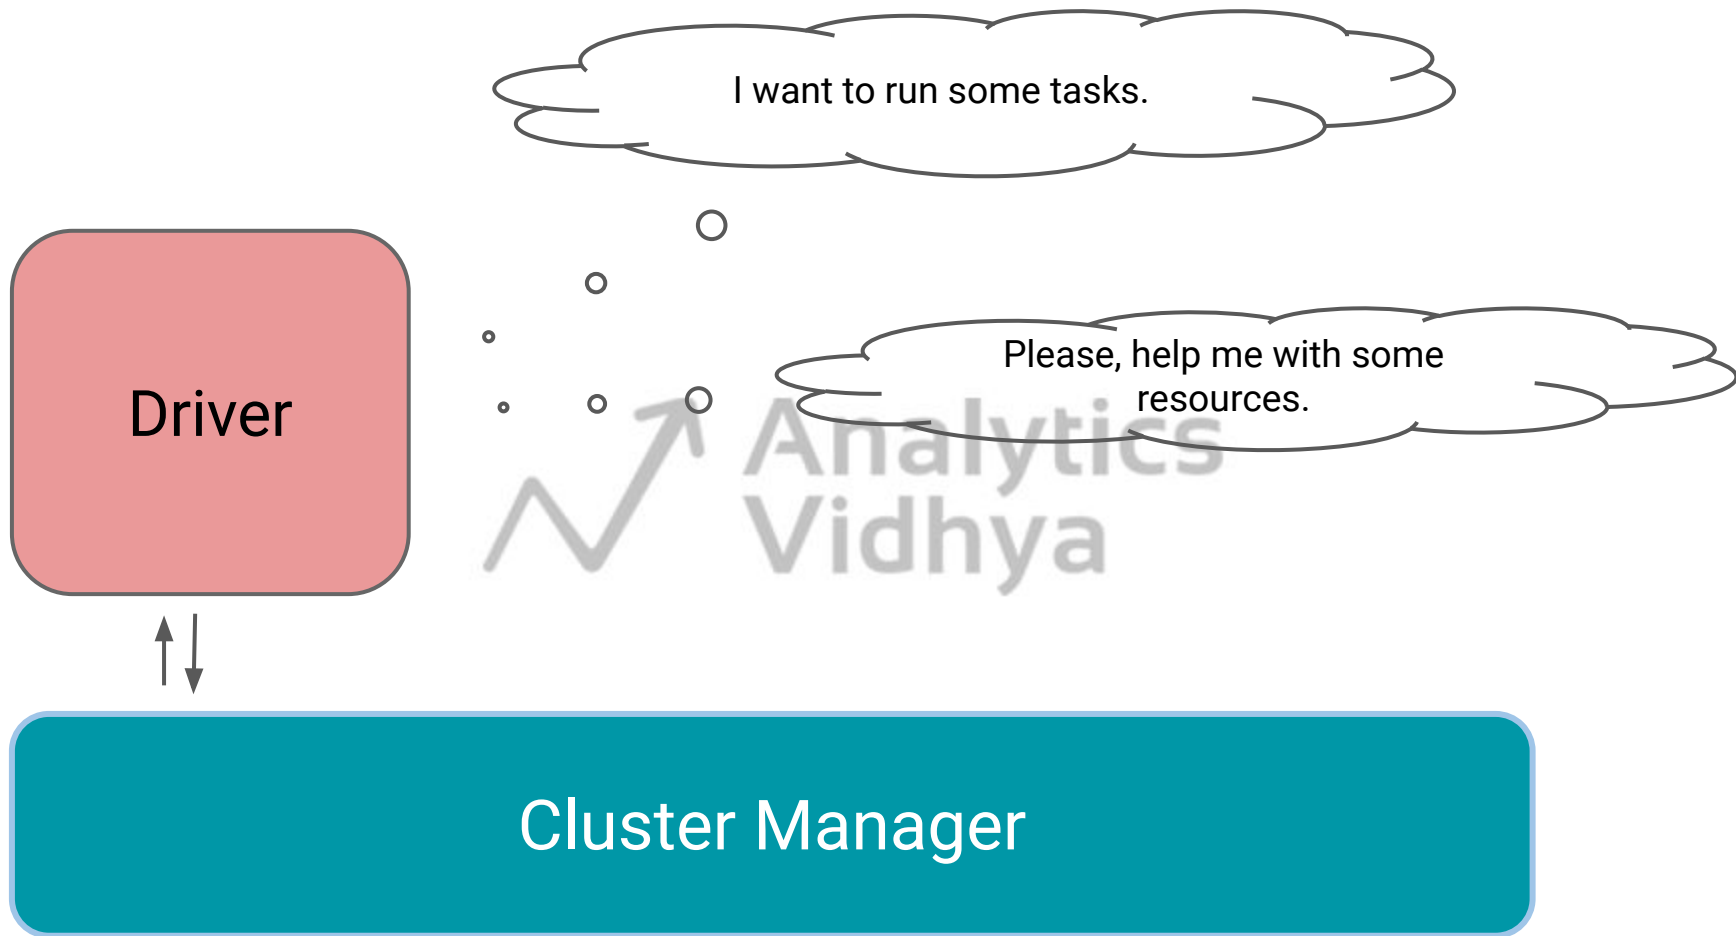 I want to run some tasks.
Please, help me with some
resources.
Driver
Analytics
Vidhya
Cluster Manager